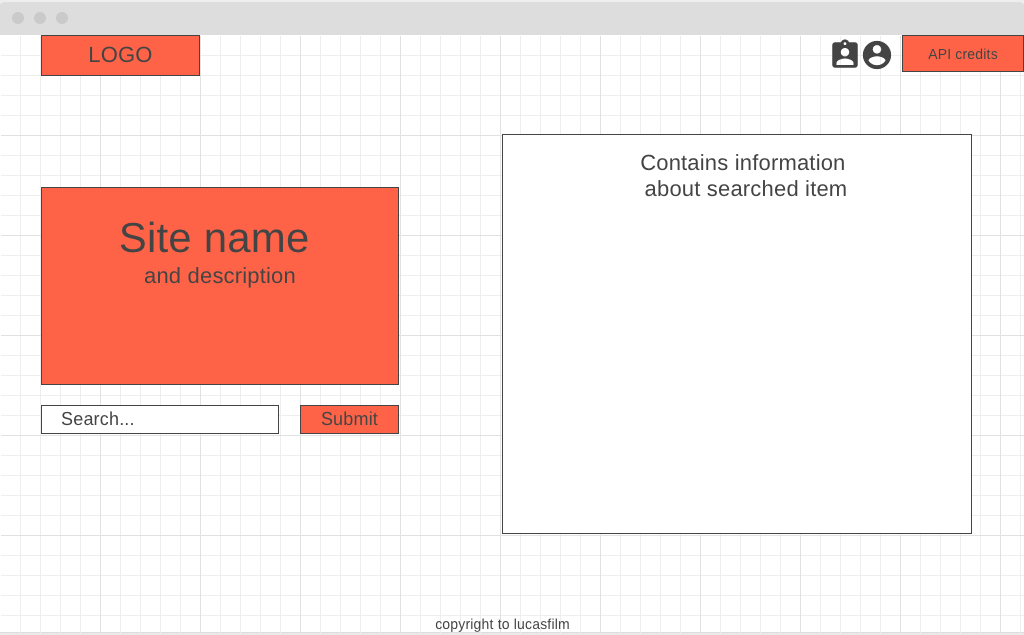 LOGO
API credits
Contains information
about searched item
Site name
and description
Search...
Submit
copyright to lucasfilm